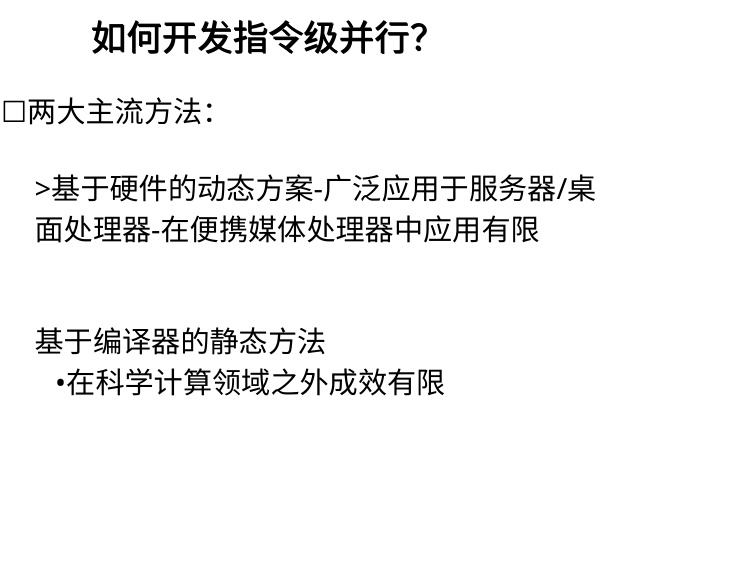 如何开发指令级并行？
□两大主流方法：
>基于硬件的动态方案-广泛应用于服务器/桌
面处理器-在便携媒体处理器中应用有限
基于编译器的静态方法
•在科学计算领域之外成效有限